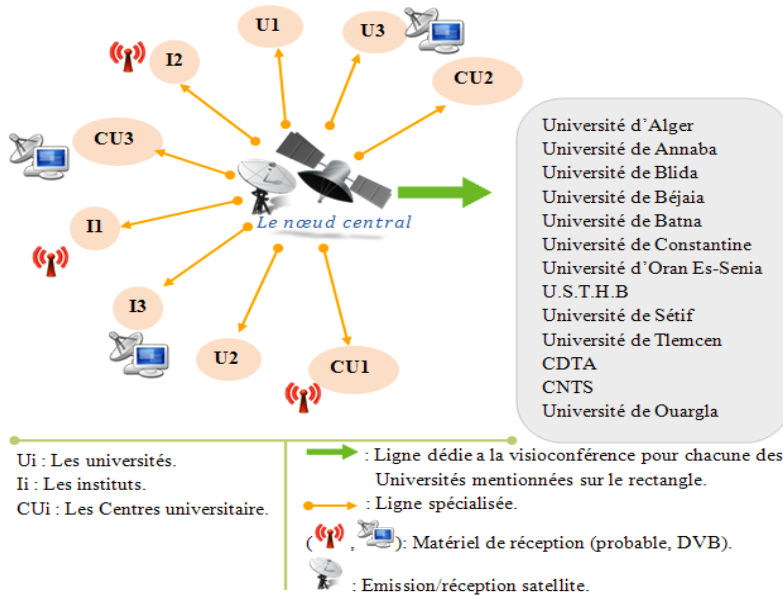 U1
U3
I2
CU2
CU3
I1
I3
U2
CU1
Le nœud central
Université d'Alger
Université de Annaba
Université de Blida
Université de Béjaia
Université de Batna
Université de Constantine
Université d'Oran Es-Senia
U.S.T.H.B
Université de Sétif
Université de Tlemcen
CDTA
CNTS
Université de Ouargla
Ui : Les universités.
Ii : Les instituts.
CUi : Les Centres universitaire.
: Ligne dédie a la visioconférence pour chacune des
Universités mentionnées sur le rectangle.
: Ligne spécialisée.
( , ): Matériel de réception (probable, DVB).
: Emission/réception satellite.